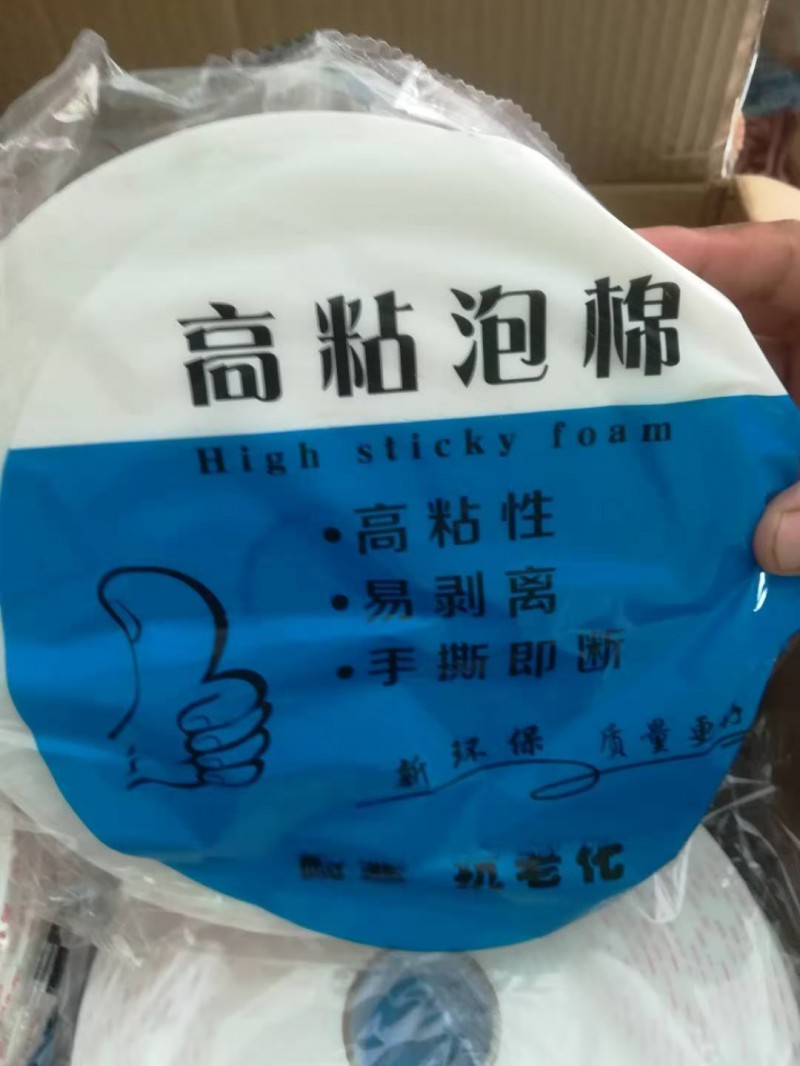 高粘泡棉
High sticky foam
·高粘性
·易剥离
·手撕即断
新环保 质量更
抗老化